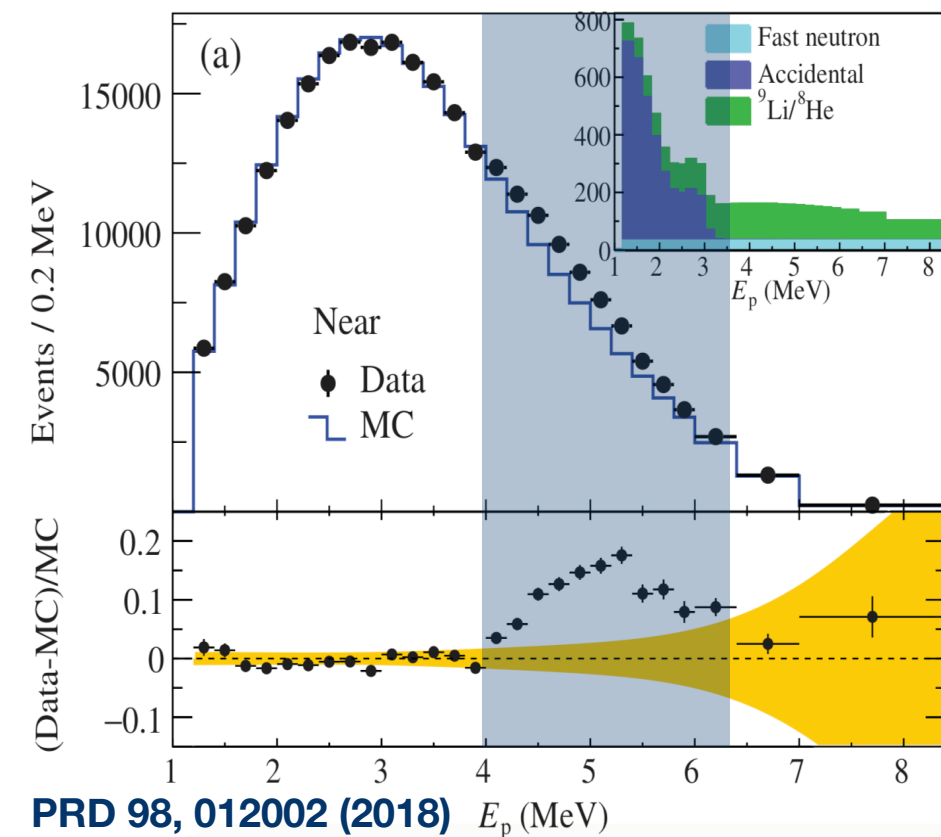 (a)
Events / 0.2 MeV
15000
10000
5000
Near
Data
MC
800
600
400
200
0
Fast neutron
Accidental
⁹Li/⁸He
1 2 3 4 5 6 7 8
Eₚ (MeV)
(Data-MC)/MC
0.2
0.1
0
−0.1
1 2 3 4 5 6 7 8
PRD 98, 012002 (2018) Eₚ (MeV)